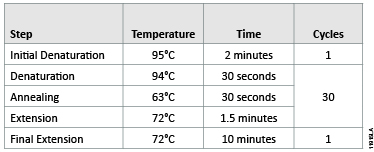 Step Temperature Time Cycles
Initial Denaturation 95°C 2 minutes 1
Denaturation 94°C 30 seconds
Annealing 63°C 30 seconds 30
Extension 72°C 1.5 minutes
Final Extension 72°C 10 minutes 1